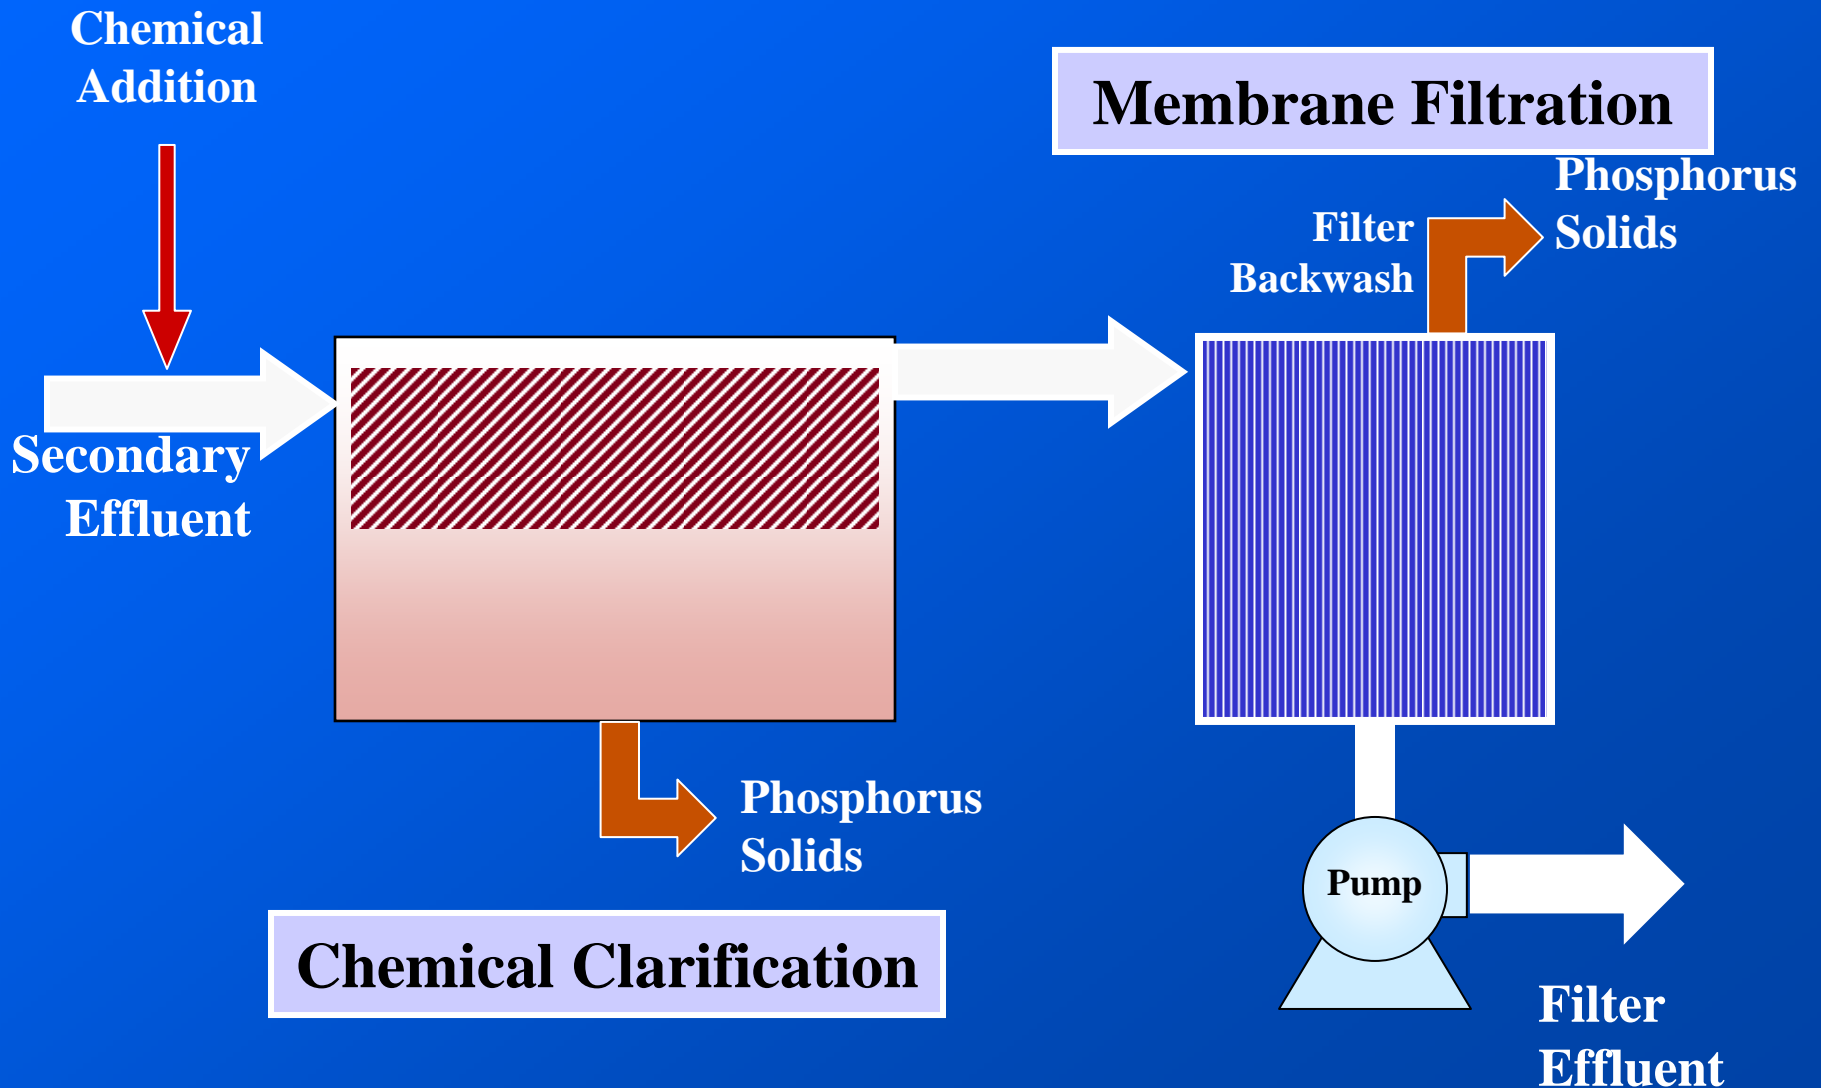 Chemical
Addition
Membrane Filtration
Phosphorus
Solids
Filter
Backwash
Secondary
Effluent
Phosphorus
Solids
Pump
Chemical Clarification
Filter
Effluent